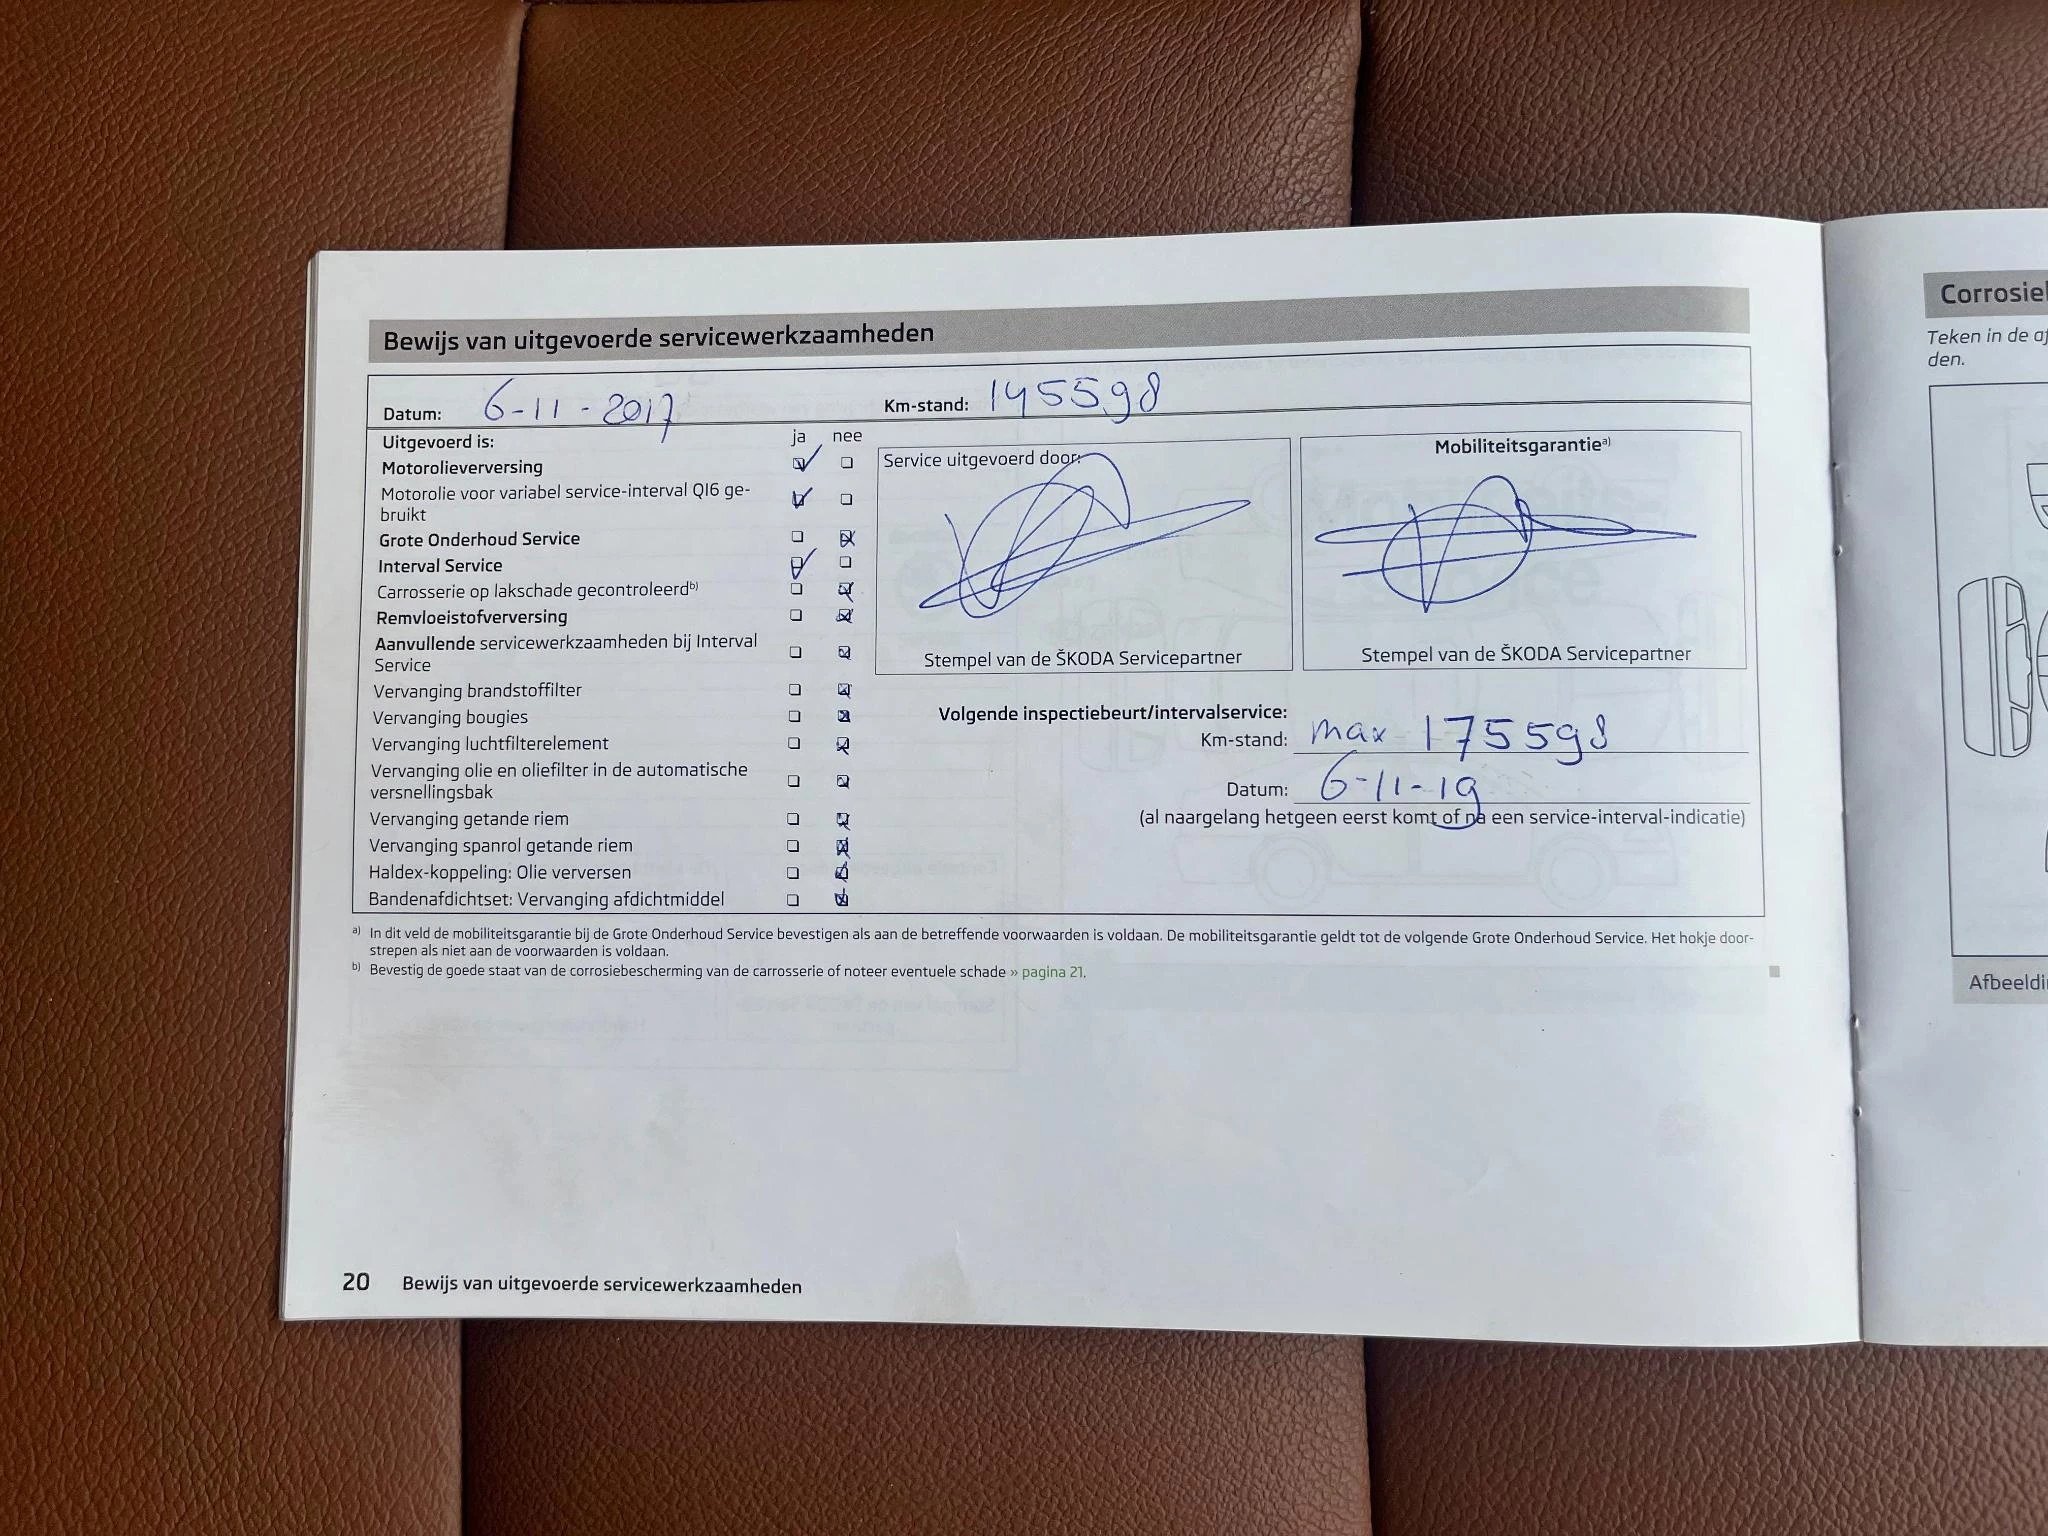 Bewijs van uitgevoerde servicewerkzaamheden
Datum: 6-11-2017 Km-stand: 145598
Uitgevoerd is: ja nee
Motorolieverversing
Motorolie voor variabel service-interval QI6 ge-
bruikt
Grote Onderhoud Service
Interval Service
Carrosserie op lakschade gecontroleerd b)
Remvloeistofverversing
Aanvullende servicewerkzaamheden bij Interval
Service
Vervanging brandstoffilter
Vervanging bougies
Vervanging luchtfilterelement
Vervanging olie en oliefilter in de automatische
versnellingsbak
Vervanging getande riem
Vervanging spanrol getande riem
Haldex-koppeling: Olie verversen
Bandenafdichtset: Vervanging afdichtmiddel
Service uitgevoerd door:
Stempel van de ŠKODA Servicepartner
Mobiliteitsgarantie a)
Stempel van de ŠKODA Servicepartner
Volgende inspectiebeurt/intervalservice:
Km-stand: max 175598
Datum: 6-11-19
(al naargelang hetgeen eerst komt of na een service-interval-indicatie)
a) In dit veld de mobiliteitsgarantie bij de Grote Onderhoud Service bevestigen als aan de betreffende voorwaarden is voldaan. De mobiliteitsgarantie geldt tot de volgende Grote Onderhoud Service. Het hokje door-
strepen als niet aan de voorwaarden is voldaan.
b) Bevestig de goede staat van de corrosiebescherming van de carrosserie of noteer eventuele schade » pagina 21.
20 Bewijs van uitgevoerde servicewerkzaamheden
Teken in de
den.